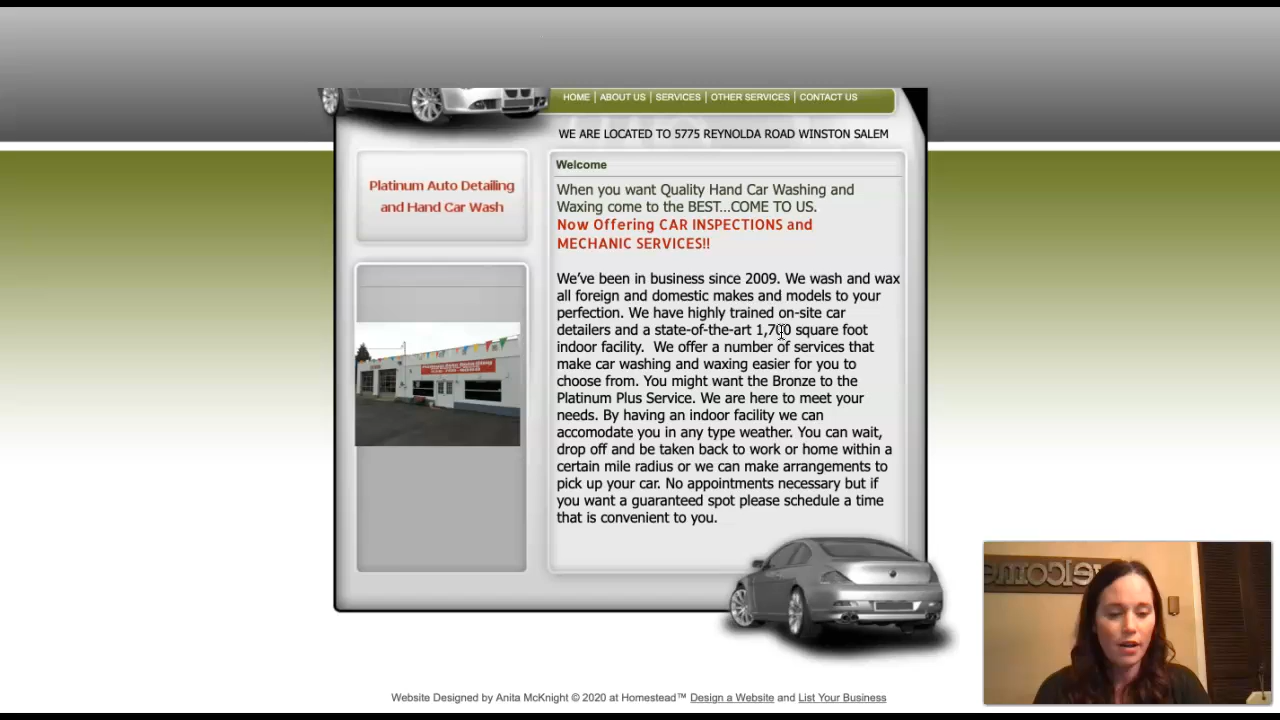 HOME | ABOUT US | SERVICES | OTHER SERVICES | CONTACT US
WE ARE LOCATED TO 5775 REYNOLDA ROAD WINSTON SALEM
Platinum Auto Detailing
and Hand Car Wash
Welcome
When you want Quality Hand Car Washing and
Waxing come to the BEST...COME TO US.
Now Offering CAR INSPECTIONS and
MECHANIC SERVICES!!
We've been in business since 2009. We wash and wax
all foreign and domestic makes and models to your
perfection. We have highly trained on-site car
detailers and a state-of-the-art 1,700 square foot
indoor facility.  We offer a number of services that
make car washing and waxing easier for you to
choose from. You might want the Bronze to the
Platinum Plus Service. We are here to meet your
needs. By having an indoor facility we can
accomodate you in any type weather. You can wait,
drop off and be taken back to work or home within a
certain mile radius or we can make arrangements to
pick up your car. No appointments necessary but if
you want a guaranteed spot please schedule a time
that is convenient to you.
welcome
Website Designed by Anita McKnight © 2020 at Homestead™ Design a Website and List Your Business